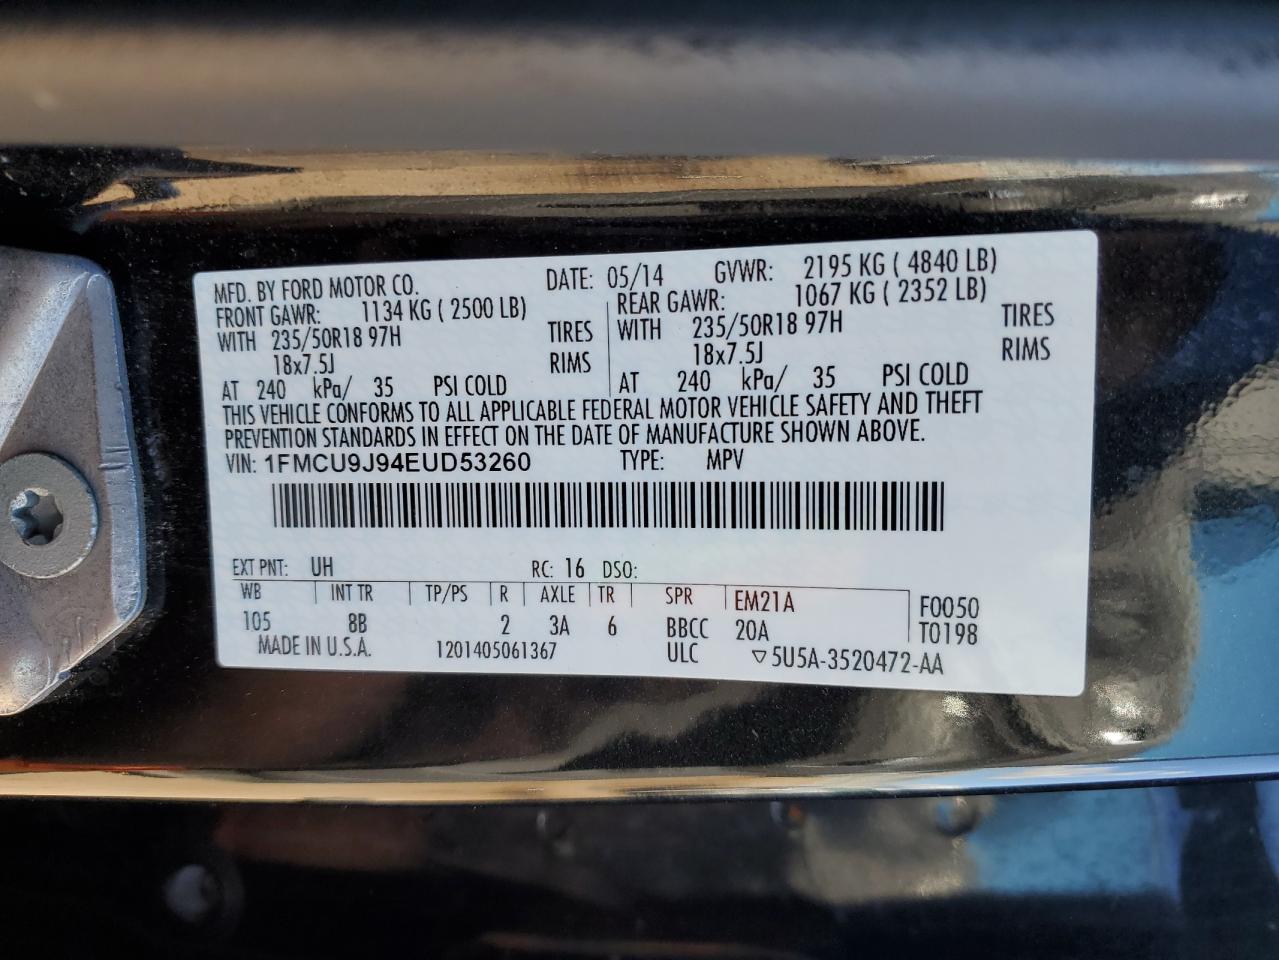 MFD. BY FORD MOTOR CO. DATE: 05/14 GVWR: 2195 KG ( 4840 LB)
FRONT GAWR: 1134 KG ( 2500 LB) REAR GAWR: 1067 KG ( 2352 LB)
WITH 235/50R18 97H TIRES WITH 235/50R18 97H TIRES
18x7.5J RIMS 18x7.5J RIMS
AT 240 kPa/ 35 PSI COLD AT 240 kPa/ 35 PSI COLD
THIS VEHICLE CONFORMS TO ALL APPLICABLE FEDERAL MOTOR VEHICLE SAFETY AND THEFT
PREVENTION STANDARDS IN EFFECT ON THE DATE OF MANUFACTURE SHOWN ABOVE.
VIN: 1FMCU9J94EUD53260 TYPE: MPV
EXT PNT: UH RC: 16 DSO:
WB INT TR TP/PS R AXLE TR SPR EM21A F0050
105 8B 2 3A 6 BBCC 20A T0198
MADE IN U.S.A. 1201405061367 ULC ▽5U5A-3520472-AA